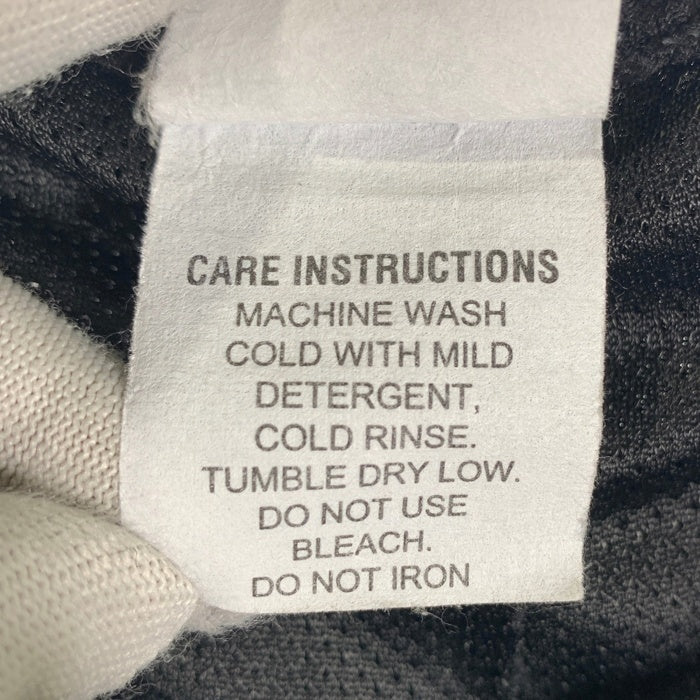 CARE INSTRUCTIONS
MACHINE WASH
COLD WITH MILD
DETERGENT,
COLD RINSE.
TUMBLE DRY LOW.
DO NOT USE
BLEACH.
DO NOT IRON